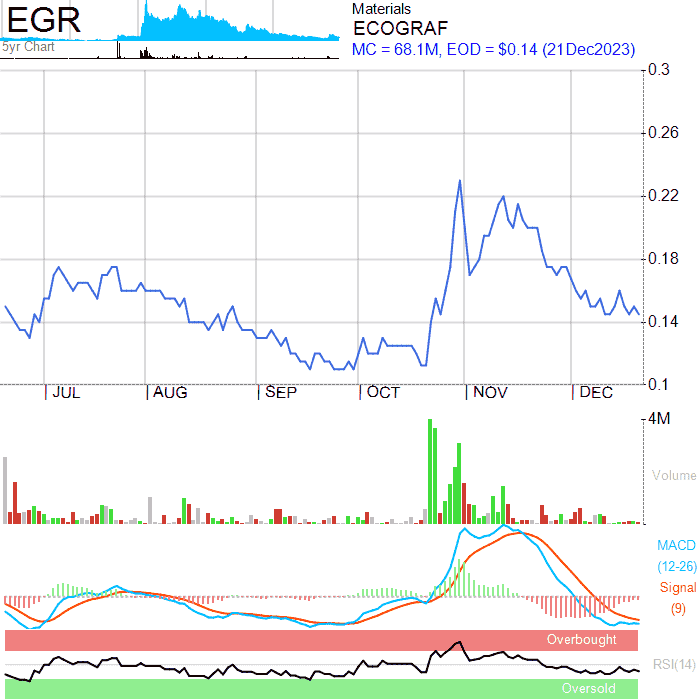 EGR
5yr Chart
Materials
ECOGRAF
MC = 68.1M, EOD = $0.14 (21Dec2023)
0.3
0.26
0.22
0.18
0.14
0.1
JUL AUG SEP OCT NOV DEC
4M
Volume
MACD
(12-26)
Signal
(9)
Overbought
RSI(14)
Oversold